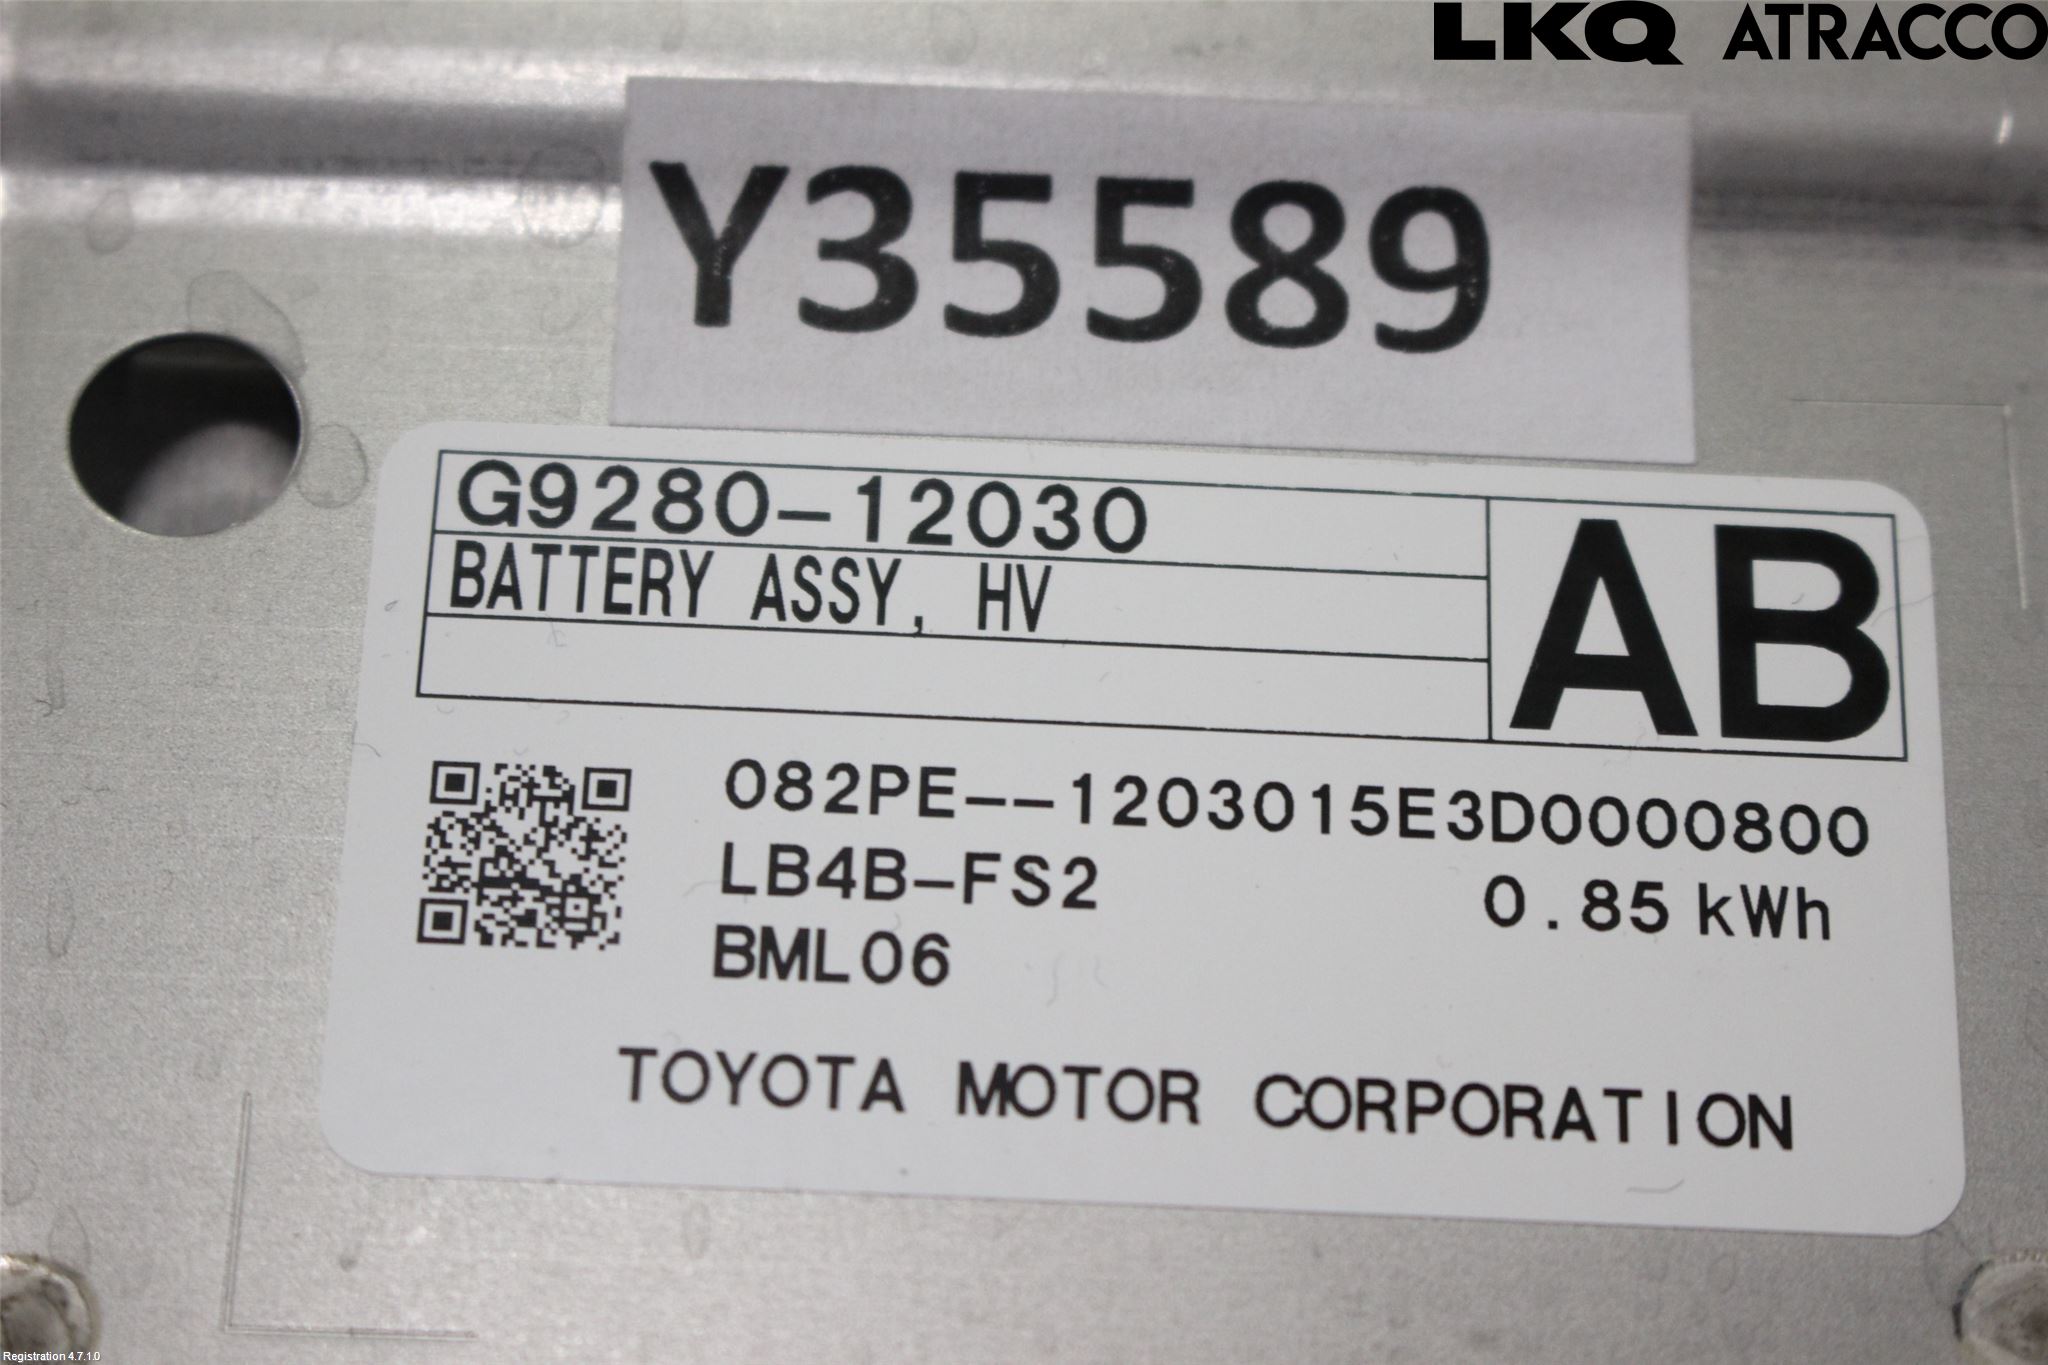 LKQ ATRACCO
Y35589
G9280-12030
BATTERY ASSY, HV
AB
082PE--1203015E3D0000800
LB4B-FS2
0.85 kWh
BML06
TOYOTA MOTOR CORPORATION
Registration 4.7.1.0